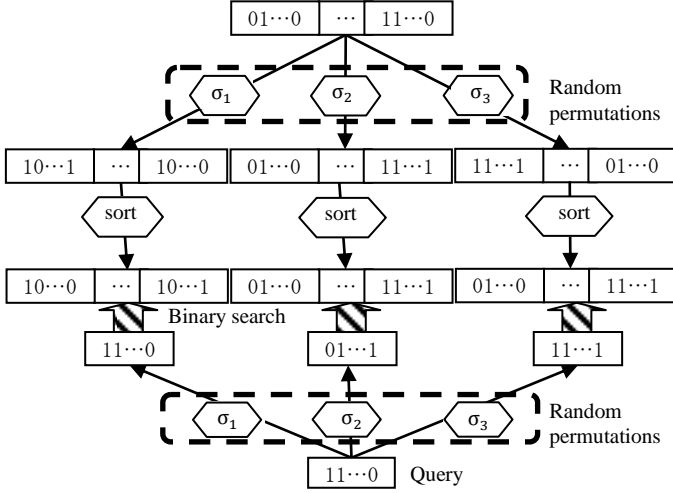 01⋯0 ⋯ 11⋯0
σ1 σ2 σ3 Random
permutations
10⋯1 ⋯ 10⋯0 01⋯0 ⋯ 11⋯1 11⋯1 ⋯ 01⋯0
sort sort sort
10⋯0 ⋯ 10⋯1 01⋯0 ⋯ 11⋯1 01⋯0 ⋯ 11⋯1
Binary search
11⋯0 01⋯1 11⋯1
σ1 σ2 σ3 Random
permutations
11⋯0 Query